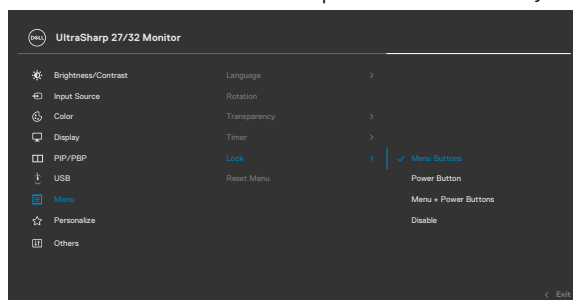 DELL UltraSharp 27/32 Monitor
Brightness/Contrast Language >
Input Source Rotation
Color Transparency >
Display Timer >
PIP/PBP Lock > ✓ Menu Buttons
USB Reset Menu Power Button
Menu Menu + Power Buttons
Personalize Disable
Others
< Exit